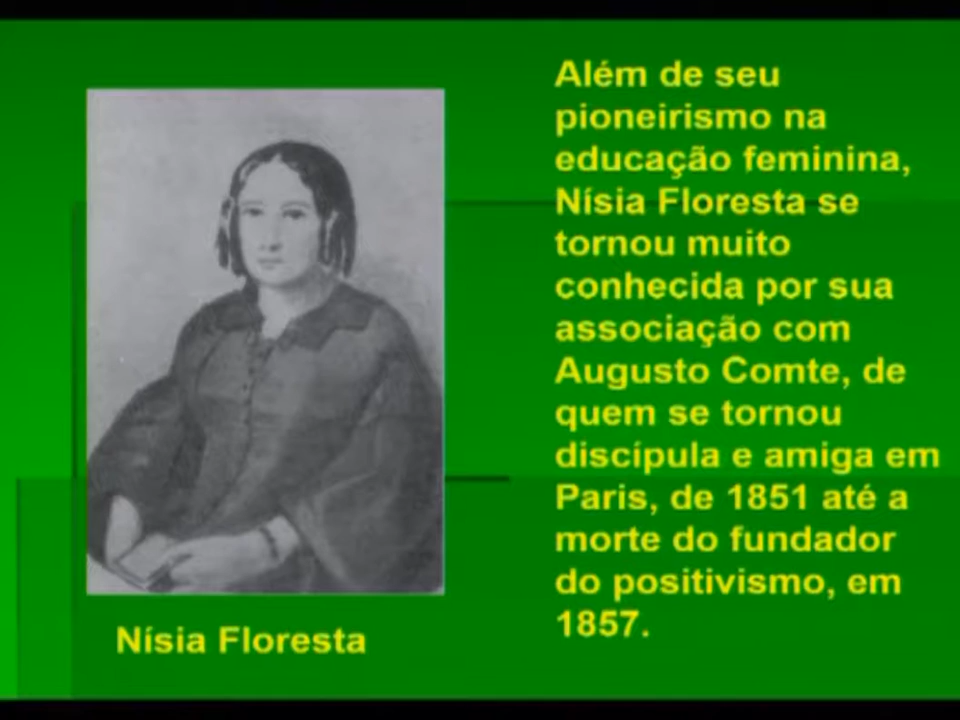 Além de seu
pioneirismo na
educação feminina,
Nísia Floresta se
tornou muito
conhecida por sua
associação com
Augusto Comte, de
quem se tornou
discípula e amiga em
Paris, de 1851 até a
morte do fundador
do positivismo, em
1857.
Nísia Floresta